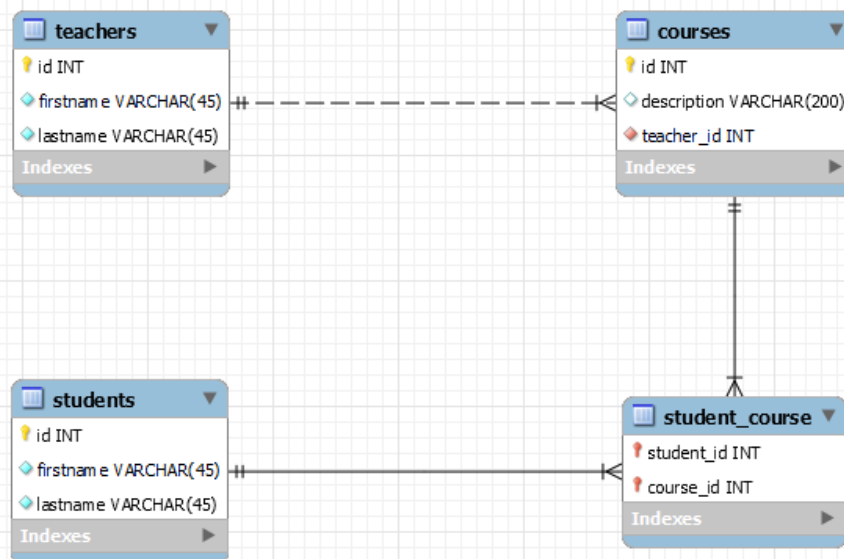 teachers
id INT
firstname VARCHAR(45)
lastname VARCHAR(45)
Indexes
courses
id INT
description VARCHAR(200)
teacher_id INT
Indexes
students
id INT
firstname VARCHAR(45)
lastname VARCHAR(45)
Indexes
student_course
student_id INT
course_id INT
Indexes